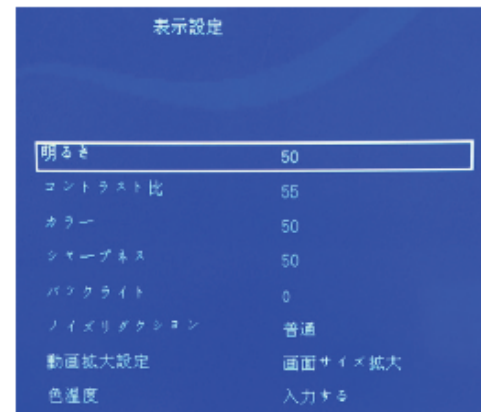 表示設定
明るさ 50
コントラスト比 55
カラー 50
シャープネス 50
バックライト 0
ノイズリダクション 普通
動画拡大設定 画面サイズ拡大
色温度 入力する